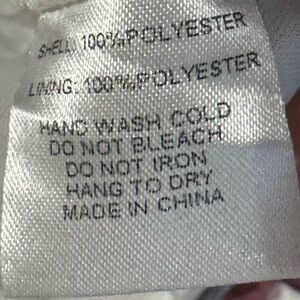 SHELL: 100%POLYESTER
LINING: 100%POLYESTER
HAND WASH COLD
DO NOT BLEACH
DO NOT IRON
HANG TO DRY
MADE IN CHINA